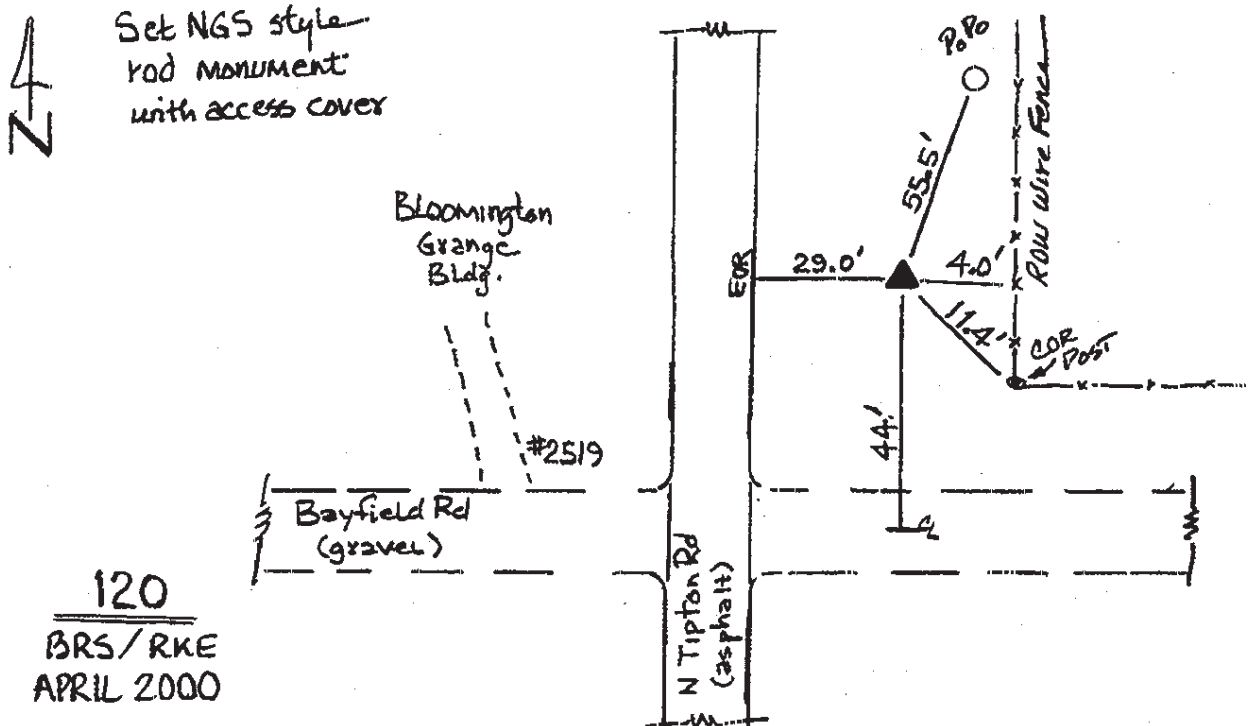 Set NGS style
rod monument
with access cover
N
PoPo
ROW Wire Fence
55.5'
Bloomington
Grange
Bldg.
EOR
29.0'
4.0'
11.4'
COR
POST
44'
#2519
Bayfield Rd
(gravel)
CL
N Tipton Rd
(asphalt)
120
BRS/RKE
APRIL 2000